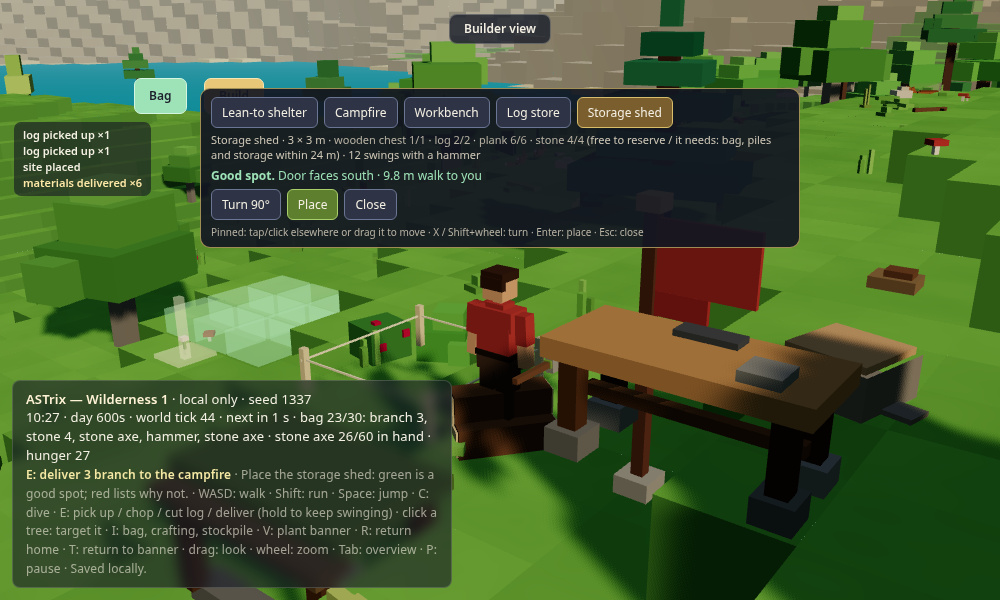 Builder view
Bag
log picked up ×1
log picked up ×1
site placed
materials delivered ×6
Lean-to shelter
Campfire
Workbench
Log store
Storage shed
Storage shed · 3 × 3 m · wooden chest 1/1 · log 2/2 · plank 6/6 · stone 4/4 (free to reserve / it needs: bag, piles
and storage within 24 m) · 12 swings with a hammer
Good spot. Door faces south · 9.8 m walk to you
Turn 90°
Place
Close
Pinned: tap/click elsewhere or drag it to move · X / Shift+wheel: turn · Enter: place · Esc: close
ASTrix — Wilderness 1 · local only · seed 1337
10:27 · day 600s · world tick 44 · next in 1 s · bag 23/30: branch 3,
stone 4, stone axe, hammer, stone axe · stone axe 26/60 in hand ·
hunger 27
E: deliver 3 branch to the campfire · Place the storage shed: green is a
good spot; red lists why not. · WASD: walk · Shift: run · Space: jump · C:
dive · E: pick up / chop / cut log / deliver (hold to keep swinging) · click a
tree: target it · I: bag, crafting, stockpile · V: plant banner · R: return
home · T: return to banner · drag: look · wheel: zoom · Tab: overview · P:
pause · Saved locally.